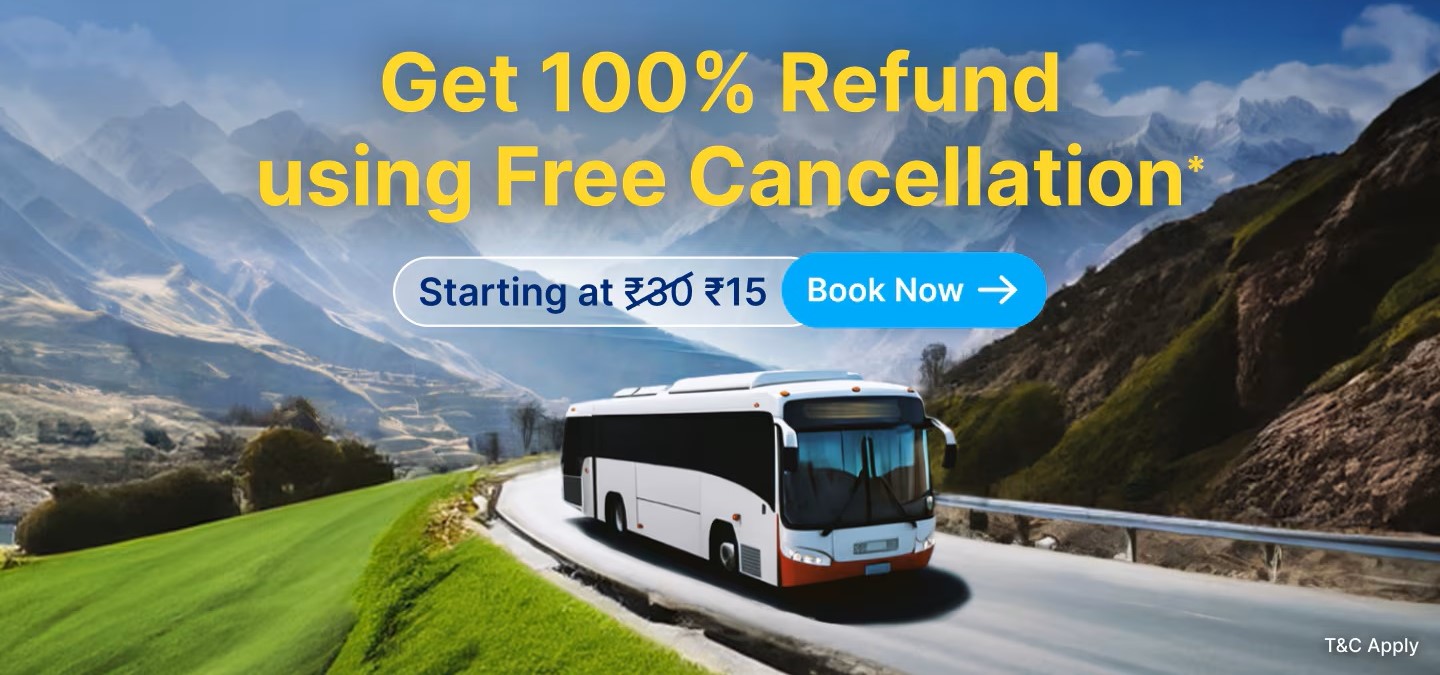 Get 100% Refund
using Free Cancellation*
Starting at ₹30 ₹15
Book Now →
T&C Apply